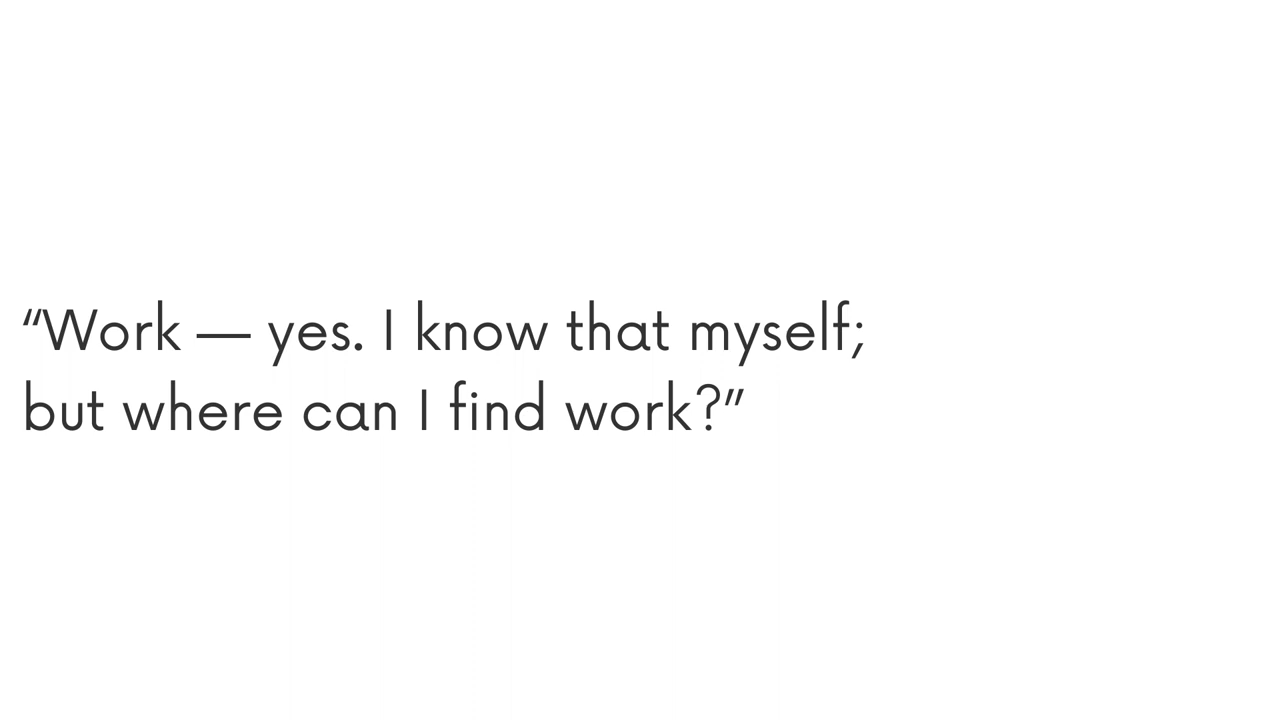 “Work — yes. I know that myself;
but where can I find work?”